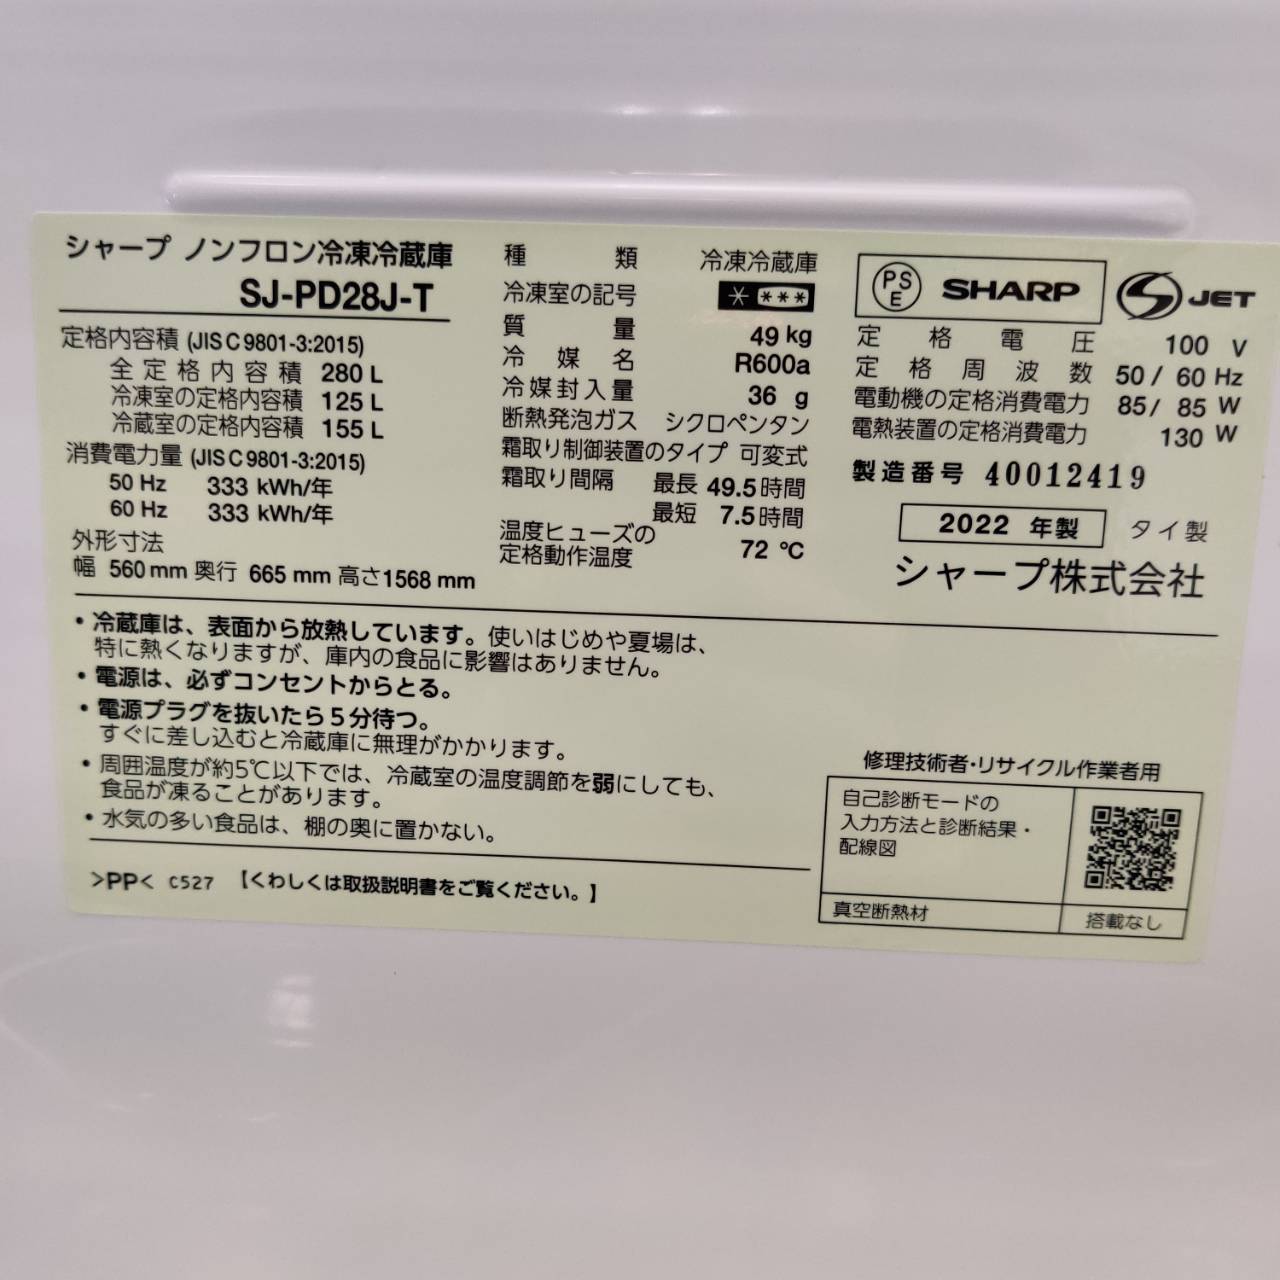 シャープ ノンフロン冷凍冷蔵庫
SJ-PD28J-T
定格内容積 (JIS C 9801-3:2015)
全定格内容積 280 L
冷凍室の定格内容積 125 L
冷蔵室の定格内容積 155 L
消費電力量 (JIS C 9801-3:2015)
50 Hz 333 kWh/年
60 Hz 333 kWh/年
外形寸法
幅 560 mm 奥行 665 mm 高さ 1568 mm
種類 冷凍冷蔵庫
冷凍室の記号 * ***
質量 49 kg
冷媒名 R600a
冷媒封入量 36 g
断熱発泡ガス シクロペンタン
霜取り制御装置のタイプ 可変式
霜取り間隔 最長 49.5 時間
最短 7.5 時間
温度ヒューズの
定格動作温度 72 ℃
PSE SHARP S JET
定格電圧 100 V
定格周波数 50 / 60 Hz
電動機の定格消費電力 85 / 85 W
電熱装置の定格消費電力 130 W
製造番号 40012419
2022 年製 タイ製
シャープ株式会社
・冷蔵庫は、表面から放熱しています。使いはじめや夏場は、
特に熱くなりますが、庫内の食品に影響はありません。
・電源は、必ずコンセントからとる。
・電源プラグを抜いたら5分待つ。
すぐに差し込むと冷蔵庫に無理がかかります。
・周囲温度が約5℃以下では、冷蔵室の温度調節を弱にしても、
食品が凍ることがあります。
・水気の多い食品は、棚の奥に置かない。
>PP< C527 【くわしくは取扱説明書をご覧ください。】
修理技術者・リサイクル作業者用
自己診断モードの
入力方法と診断結果・
配線図
真空断熱材 搭載なし